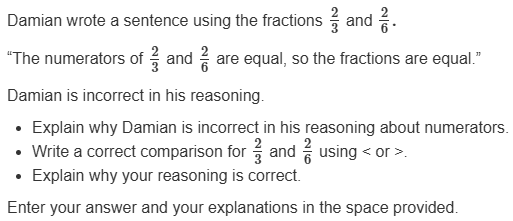 Damian wrote a sentence using the fractions 2/3 and 2/6.
“The numerators of 2/3 and 2/6 are equal, so the fractions are equal.”
Damian is incorrect in his reasoning.
• Explain why Damian is incorrect in his reasoning about numerators.
• Write a correct comparison for 2/3 and 2/6 using < or >.
• Explain why your reasoning is correct.
Enter your answer and your explanations in the space provided.